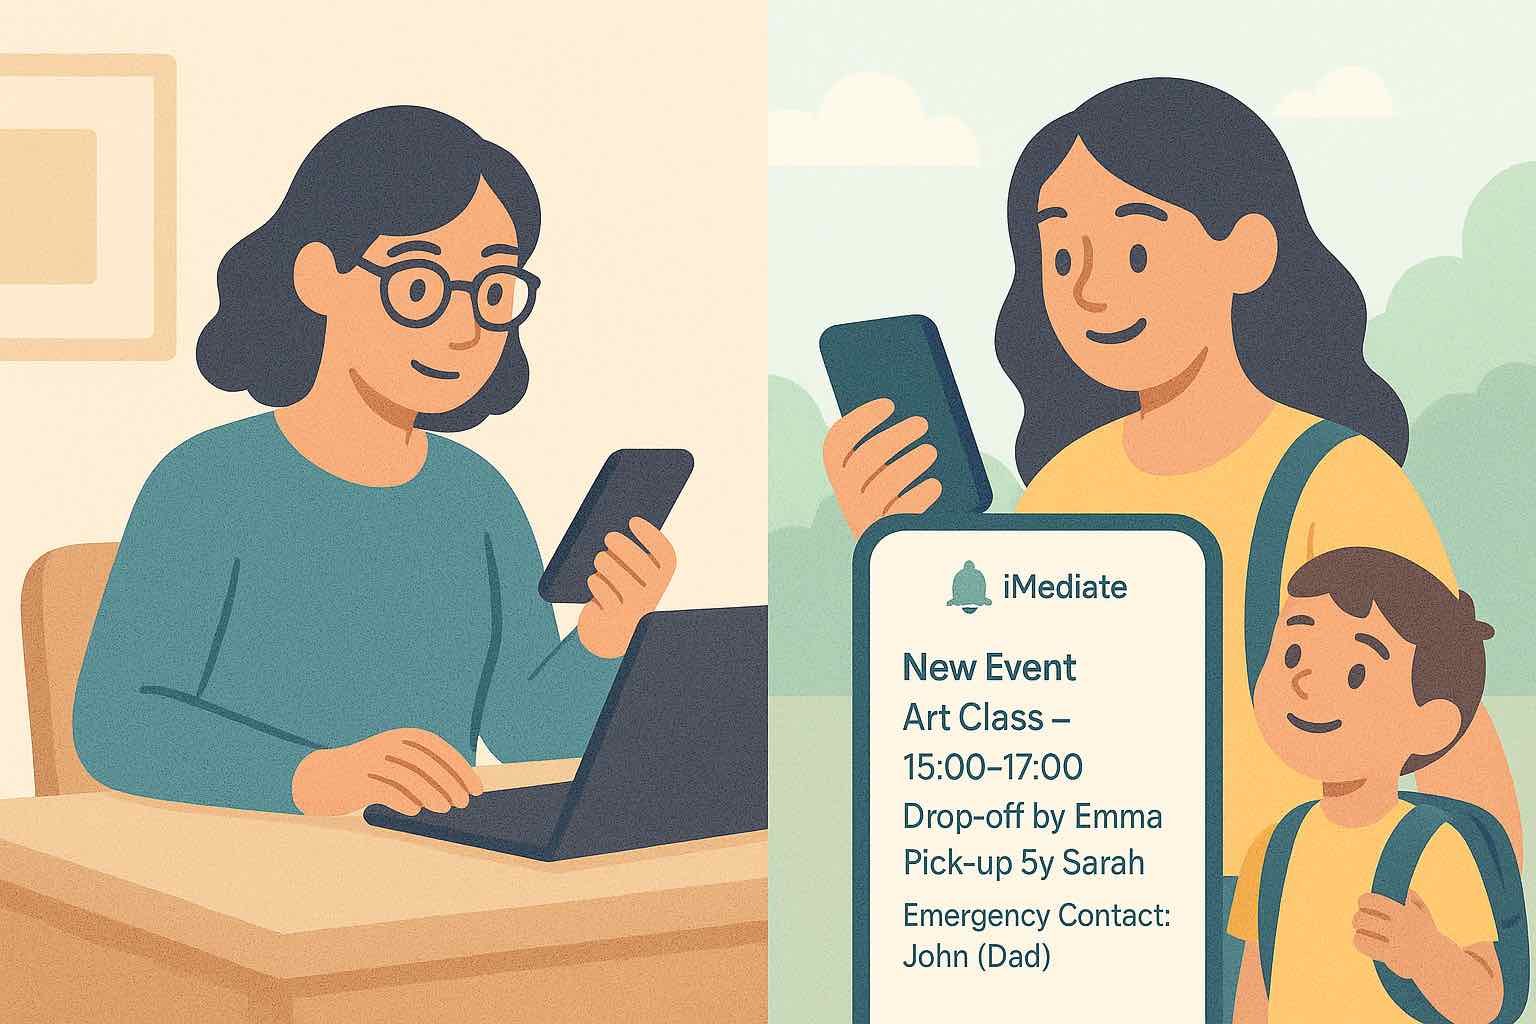 iMediate
New Event
Art Class –
15:00–17:00
Drop-off by Emma
Pick-up 5y Sarah
Emergency Contact:
John (Dad)